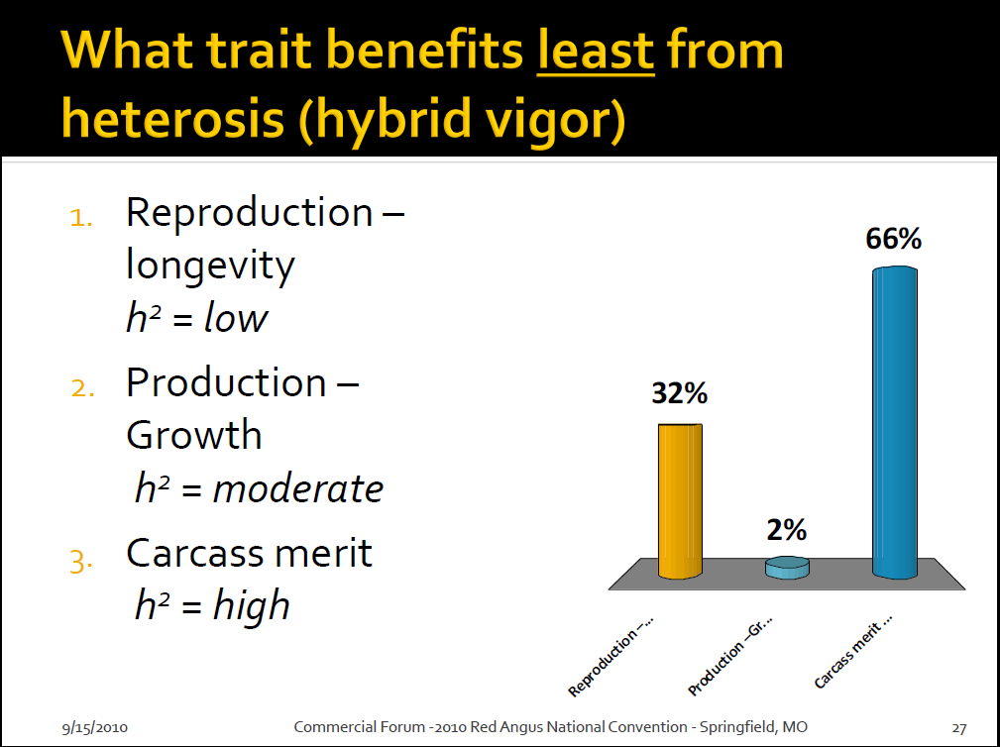 What trait benefits least from
heterosis (hybrid vigor)
1. Reproduction –
longevity
h² = low
2. Production –
Growth
h² = moderate
3. Carcass merit
h² = high
66%
32%
2%
Reproduction –...
Production –Gr...
Carcass merit ...
9/15/2010
Commercial Forum -2010 Red Angus National Convention - Springfield, MO
27